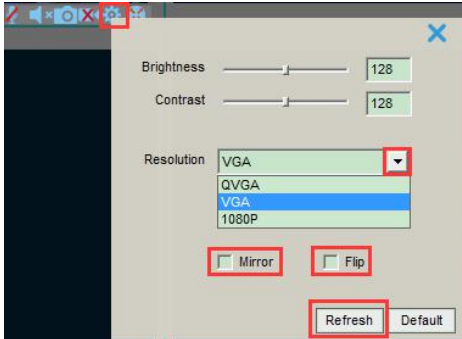 Brightness 128
Contrast 128
Resolution VGA
QVGA
VGA
1080P
Mirror Flip
Refresh Default